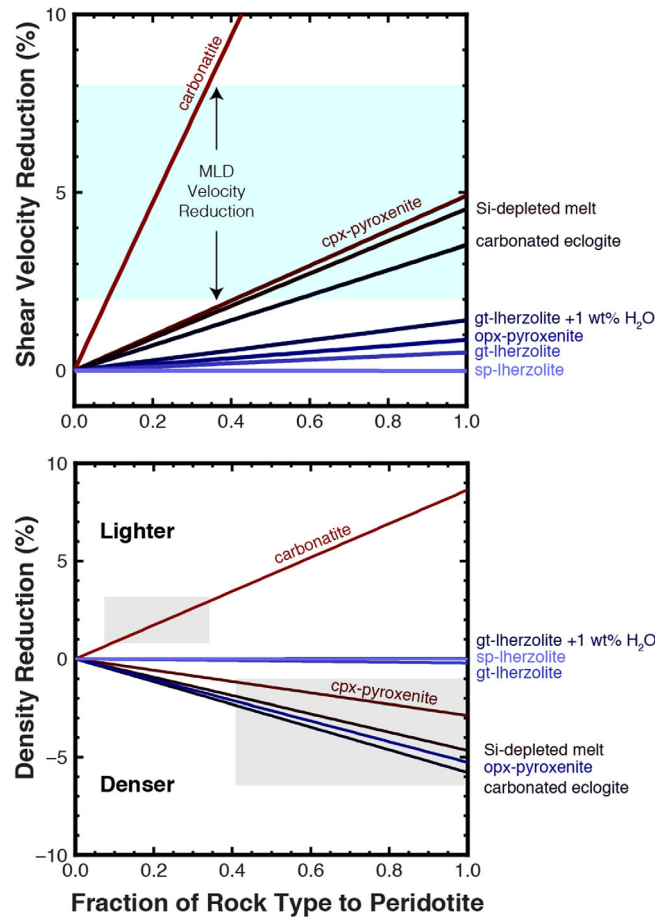 Shear Velocity Reduction (%)
10
5
0
carbonatite
MLD
Velocity
Reduction
cpx-pyroxenite
Si-depleted melt
carbonated eclogite
gt-lherzolite +1 wt% H₂O
opx-pyroxenite
gt-lherzolite
sp-lherzolite
0.0 0.2 0.4 0.6 0.8 1.0
Density Reduction (%)
10
5
0
−5
−10
Lighter
carbonatite
gt-lherzolite +1 wt% H₂O
sp-lherzolite
gt-lherzolite
cpx-pyroxenite
Si-depleted melt
opx-pyroxenite
carbonated eclogite
Denser
0.0 0.2 0.4 0.6 0.8 1.0
Fraction of Rock Type to Peridotite